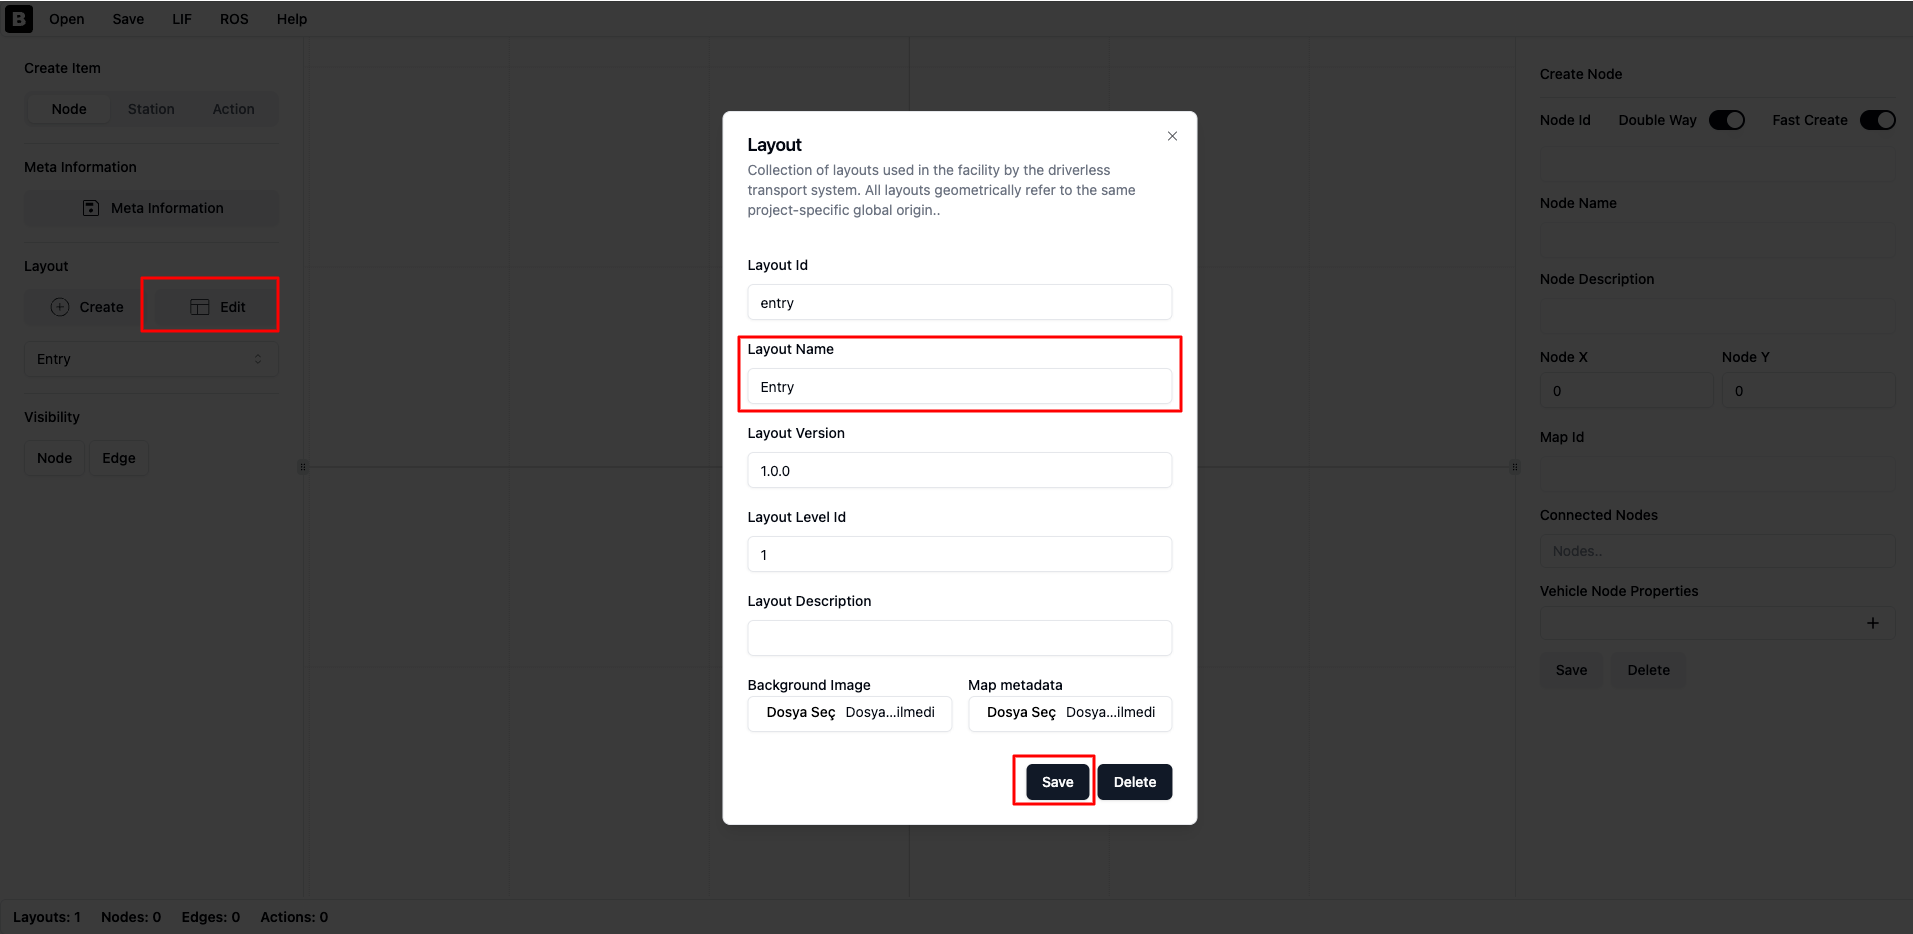 B Open Save LIF ROS Help
Create Item
Node Station Action
Meta Information
Meta Information
Layout
Create Edit
Entry
Visibility
Node Edge
Layout
Collection of layouts used in the facility by the driverless
transport system. All layouts geometrically refer to the same
project-specific global origin..
Layout Id
entry
Layout Name
Entry
Layout Version
1.0.0
Layout Level Id
1
Layout Description
Background Image Map metadata
Dosya Seç Dosya...ilmedi Dosya Seç Dosya...ilmedi
Save Delete
Create Node
Node Id Double Way Fast Create
Node Name
Node Description
Node X Node Y
0 0
Map Id
Connected Nodes
Nodes..
Vehicle Node Properties
Save Delete
Layouts: 1 Nodes: 0 Edges: 0 Actions: 0